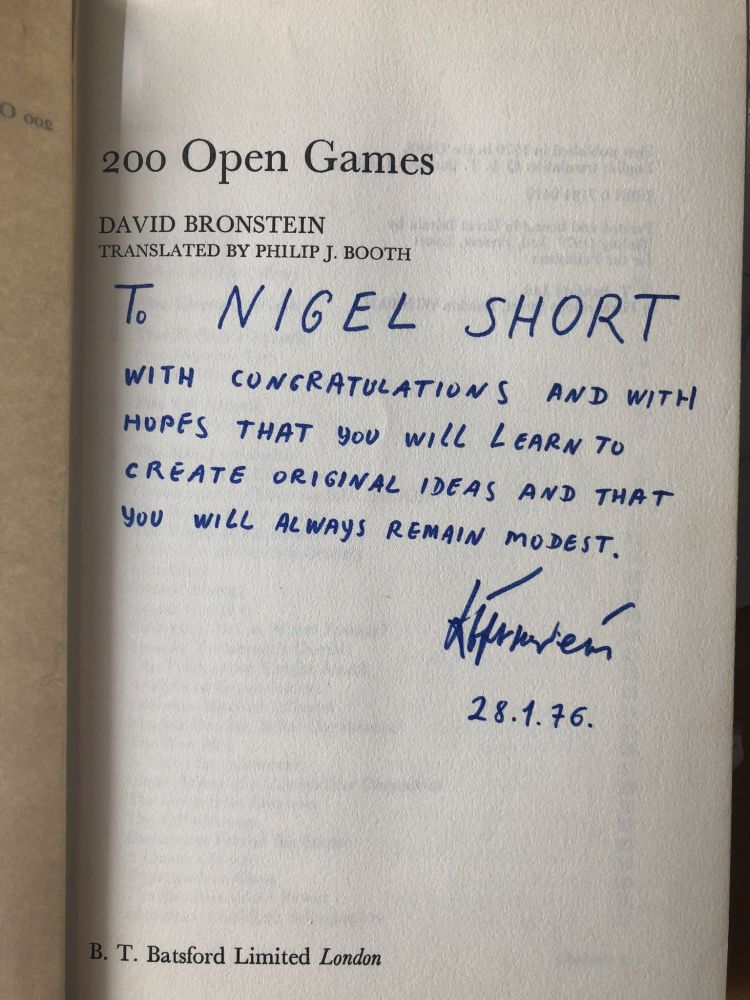 200 O
200 Open Games
DAVID BRONSTEIN
TRANSLATED BY PHILIP J. BOOTH
To NIGEL SHORT
WITH CONGRATULATIONS AND WITH
HOPES THAT YOU WILL LEARN TO
CREATE ORIGINAL IDEAS AND THAT
YOU WILL ALWAYS REMAIN MODEST.
28.1.76.
B. T. Batsford Limited London